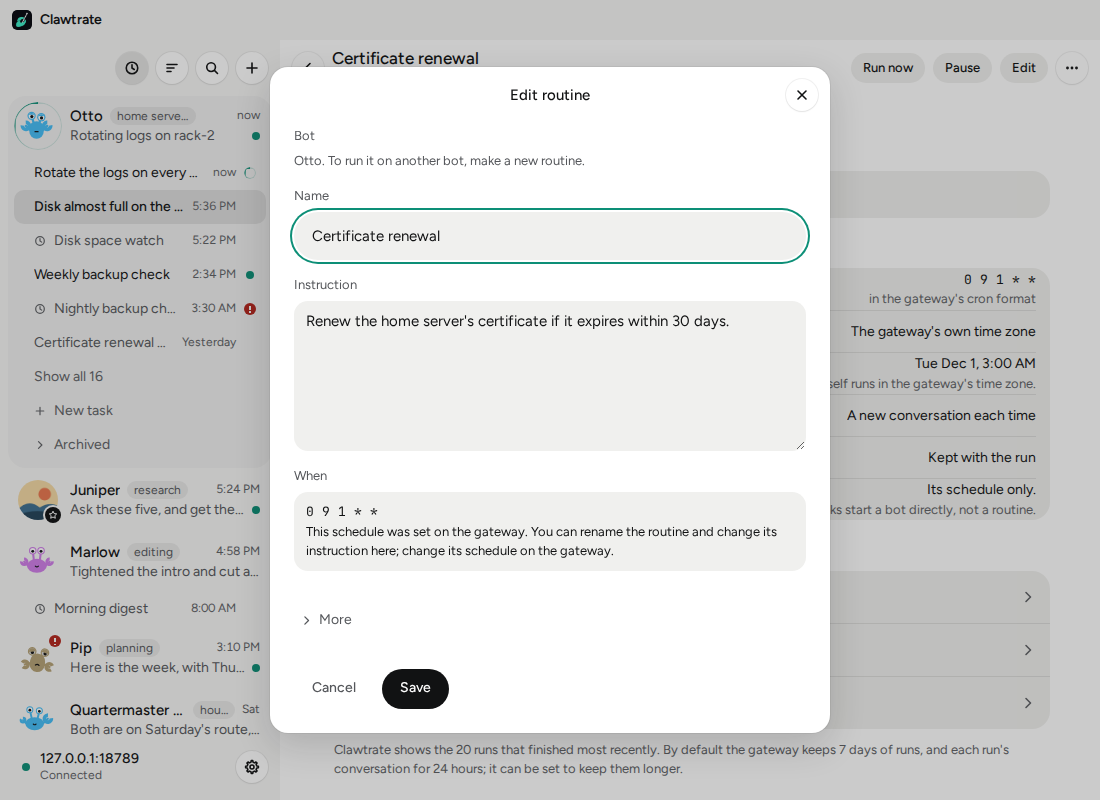 Clawtrate
Otto
home serve...
now
Rotating logs on rack-2
Rotate the logs on every ...
now
Disk almost full on the ...
5:36 PM
Disk space watch
5:22 PM
Weekly backup check
2:34 PM
Nightly backup ch...
3:30 AM
Certificate renewal ...
Yesterday
Show all 16
New task
Archived
Juniper
research
5:24 PM
Ask these five, and get the...
Marlow
editing
4:58 PM
Tightened the intro and cut a...
Morning digest
8:00 AM
Pip
planning
3:10 PM
Here is the week, with Thu...
Quartermaster ...
hou...
Sat
Both are on Saturday's route,...
127.0.0.1:18789
Connected
Certificate renewal
Run now
Pause
Edit
Edit routine
Bot
Otto. To run it on another bot, make a new routine.
Name
Certificate renewal
Instruction
Renew the home server's certificate if it expires within 30 days.
When
0 9 1 * *
This schedule was set on the gateway. You can rename the routine and change its
instruction here; change its schedule on the gateway.
More
Cancel
Save
0 9 1 * *
in the gateway's cron format
The gateway's own time zone
Tue Dec 1, 3:00 AM
self runs in the gateway's time zone.
A new conversation each time
Kept with the run
Its schedule only.
start a bot directly, not a routine.
Clawtrate shows the 20 runs that finished most recently. By default the gateway keeps 7 days of runs, and each run's
conversation for 24 hours; it can be set to keep them longer.